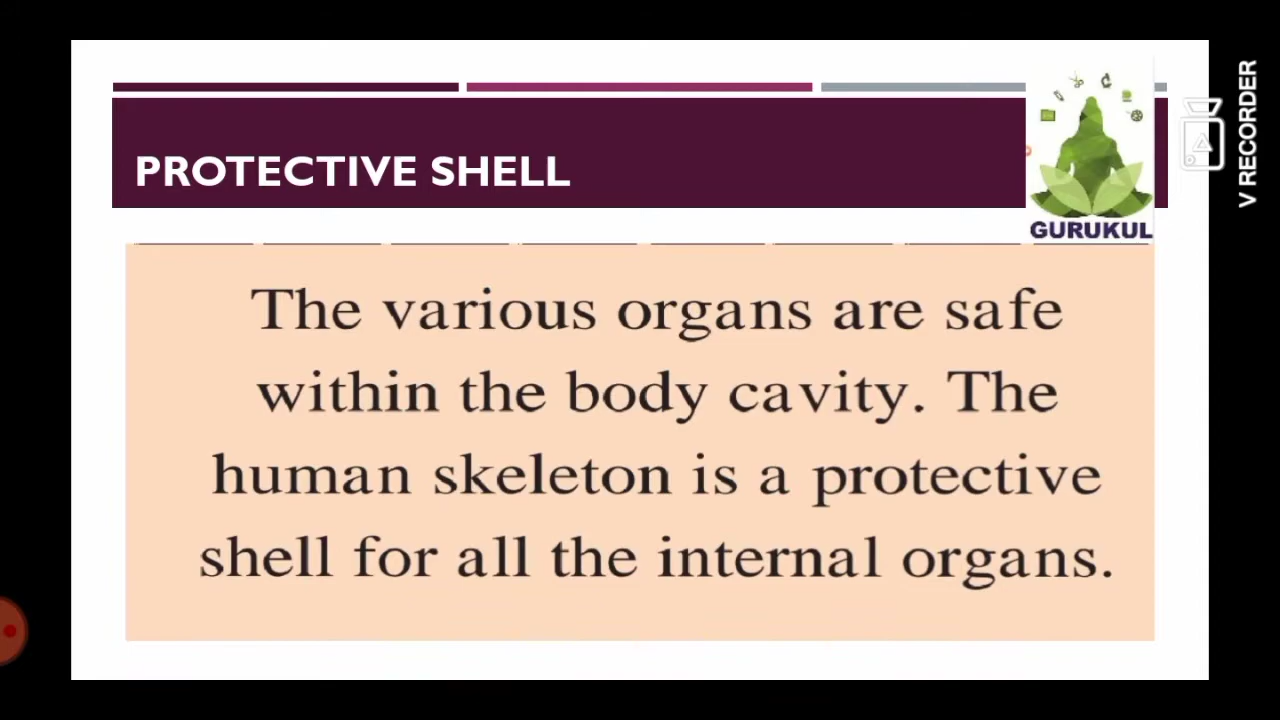 PROTECTIVE SHELL
GURUKUL
V RECORDER
The various organs are safe
within the body cavity. The
human skeleton is a protective
shell for all the internal organs.